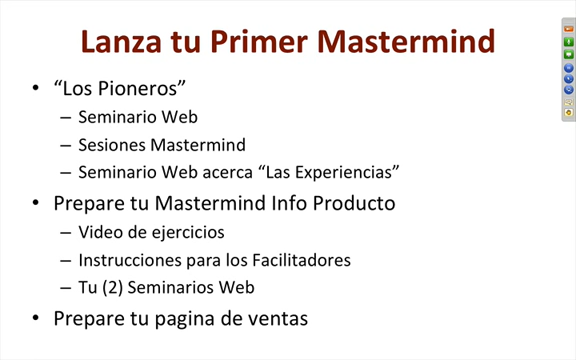 Lanza tu Primer Mastermind
• “Los Pioneros”
– Seminario Web
– Sesiones Mastermind
– Seminario Web acerca “Las Experiencias”
• Prepare tu Mastermind Info Producto
– Video de ejercicios
– Instrucciones para los Facilitadores
– Tu (2) Seminarios Web
• Prepare tu pagina de ventas